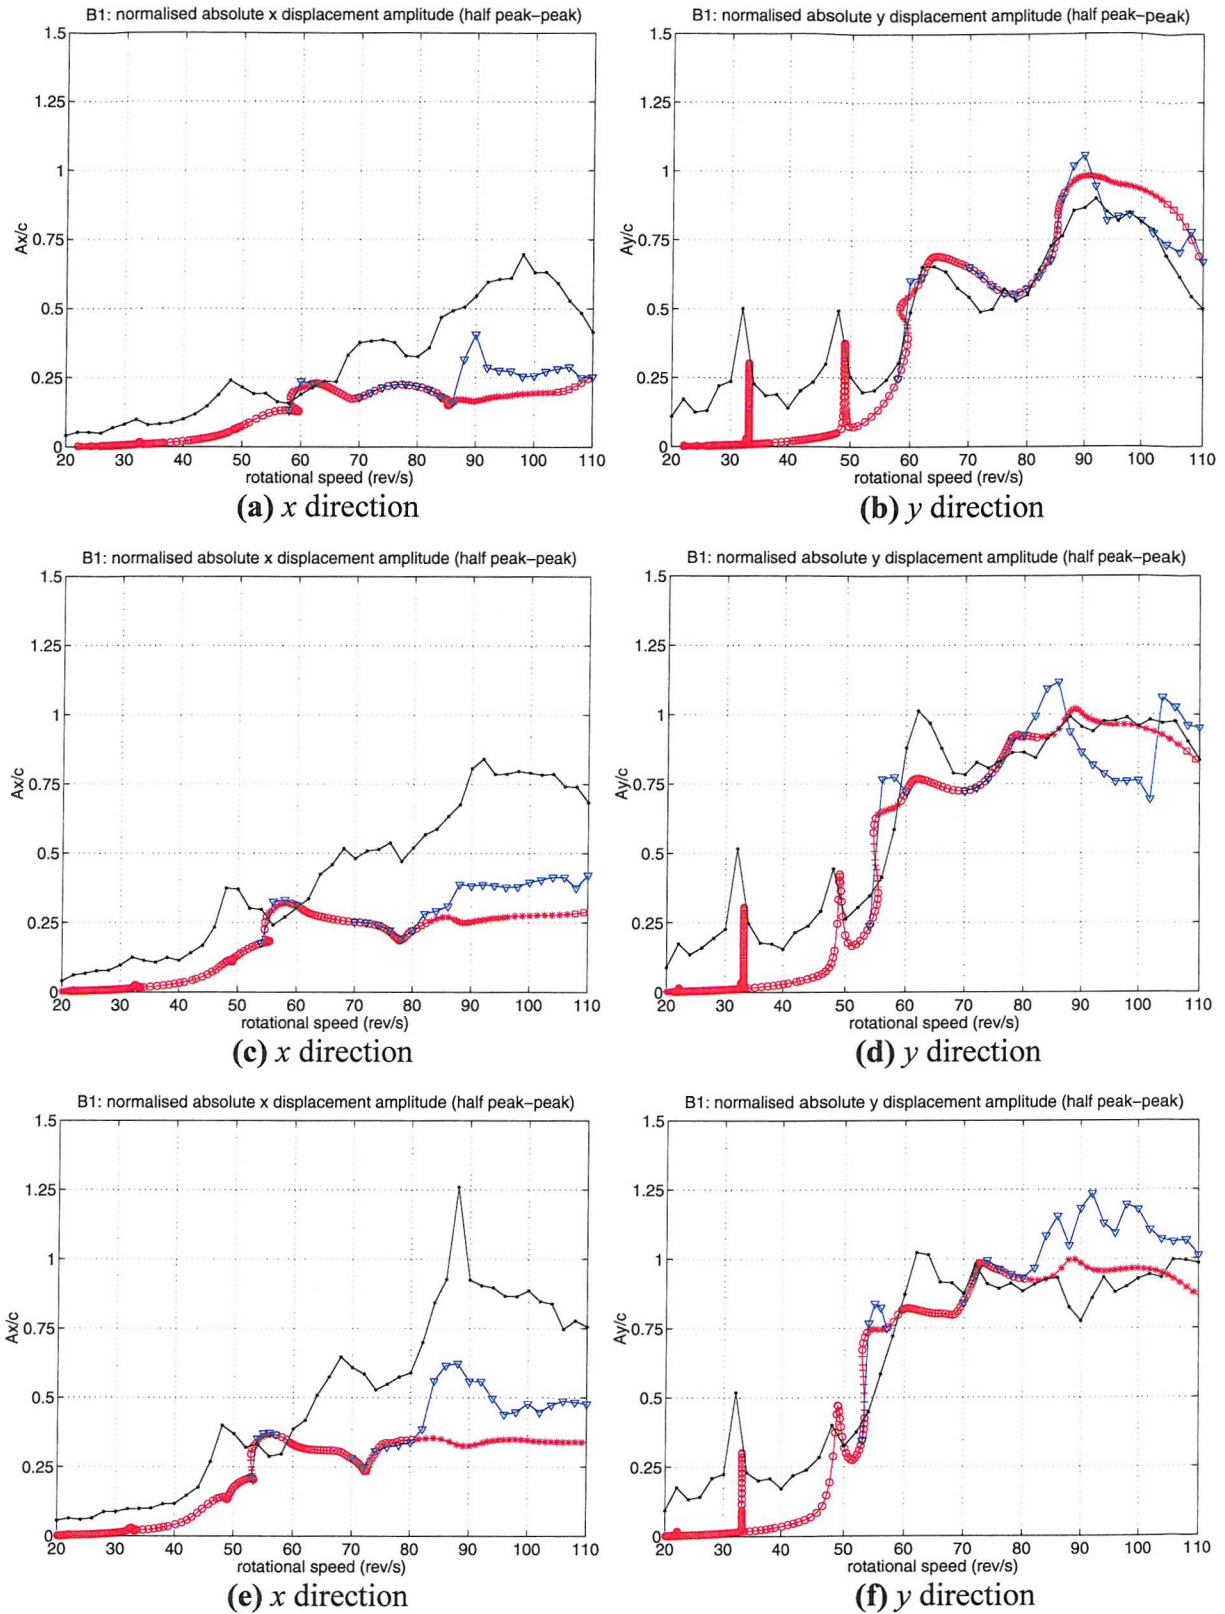 B1: normalised absolute x displacement amplitude (half peak–peak)
1.5
1.25
1
0.75
0.5
0.25
0
Ax/c
20 30 40 50 60 70 80 90 100 110
rotational speed (rev/s)
(a) x direction
B1: normalised absolute y displacement amplitude (half peak–peak)
1.5
1.25
1
0.75
0.5
0.25
0
Ay/c
20 30 40 50 60 70 80 90 100 110
rotational speed (rev/s)
(b) y direction
B1: normalised absolute x displacement amplitude (half peak–peak)
1.5
1.25
1
0.75
0.5
0.25
0
Ax/c
20 30 40 50 60 70 80 90 100 110
rotational speed (rev/s)
(c) x direction
B1: normalised absolute y displacement amplitude (half peak–peak)
1.5
1.25
1
0.75
0.5
0.25
0
Ay/c
20 30 40 50 60 70 80 90 100 110
rotational speed (rev/s)
(d) y direction
B1: normalised absolute x displacement amplitude (half peak–peak)
1.5
1.25
1
0.75
0.5
0.25
0
Ax/c
20 30 40 50 60 70 80 90 100 110
rotational speed (rev/s)
(e) x direction
B1: normalised absolute y displacement amplitude (half peak–peak)
1.5
1.25
1
0.75
0.5
0.25
0
Ay/c
20 30 40 50 60 70 80 90 100 110
rotational speed (rev/s)
(f) y direction